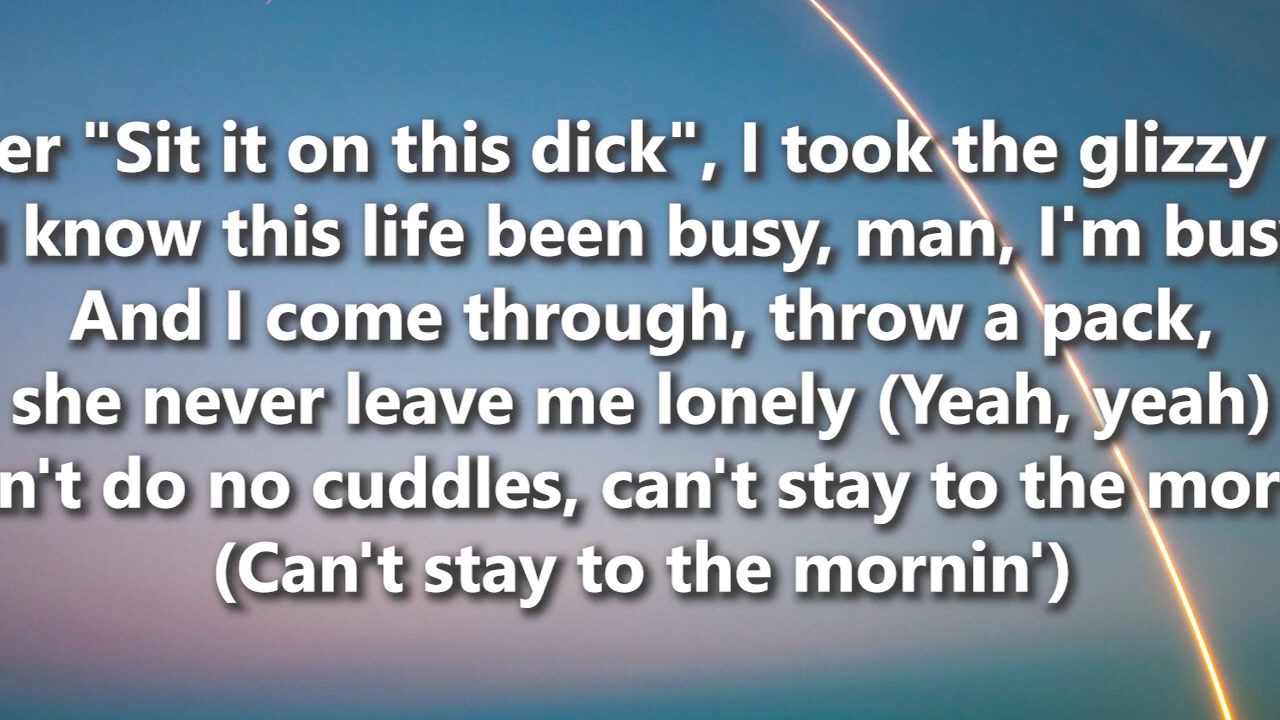 er "Sit it on this dick", I took the glizzy
know this life been busy, man, I'm bus
And I come through, throw a pack,
she never leave me lonely (Yeah, yeah)
n't do no cuddles, can't stay to the mor
(Can't stay to the mornin')